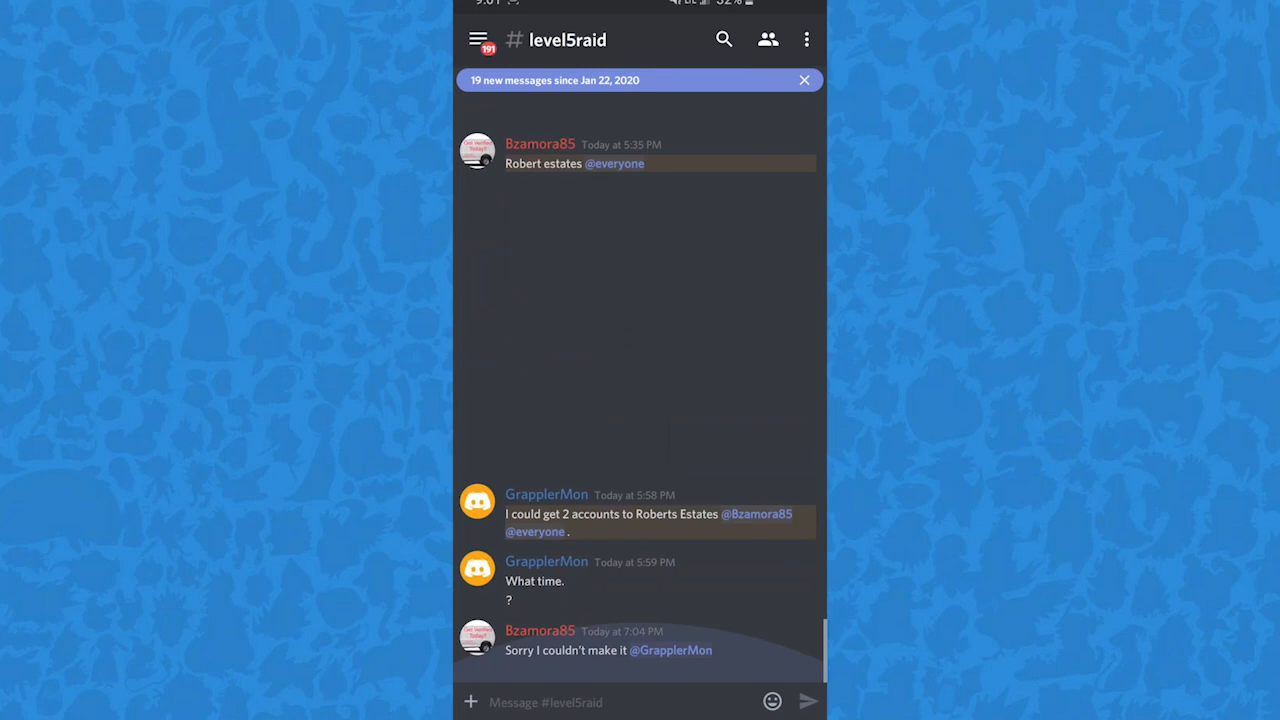 191
# level5raid
19 new messages since Jan 22, 2020
Bzamora85 Today at 5:35 PM
Robert estates @everyone
GrapplerMon Today at 5:58 PM
I could get 2 accounts to Roberts Estates @Bzamora85
@everyone .
GrapplerMon Today at 5:59 PM
What time.
?
Bzamora85 Today at 7:04 PM
Sorry I couldn't make it @GrapplerMon
Message #level5raid